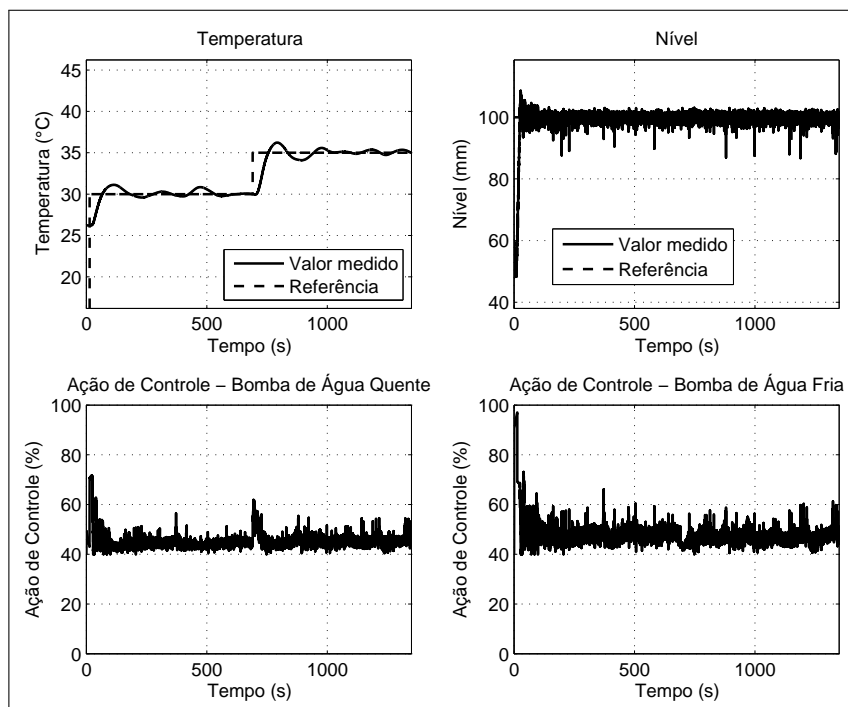 Temperatura
45
40
35
30
25
20
Temperatura (°C)
0
500
1000
Tempo (s)
Valor medido
Referência
Nível
100
80
60
40
Nível (mm)
0
500
1000
Tempo (s)
Valor medido
Referência
Ação de Controle − Bomba de Água Quente
100
80
60
40
20
0
Ação de Controle (%)
0
500
1000
Tempo (s)
Ação de Controle − Bomba de Água Fria
100
80
60
40
20
0
Ação de Controle (%)
0
500
1000
Tempo (s)